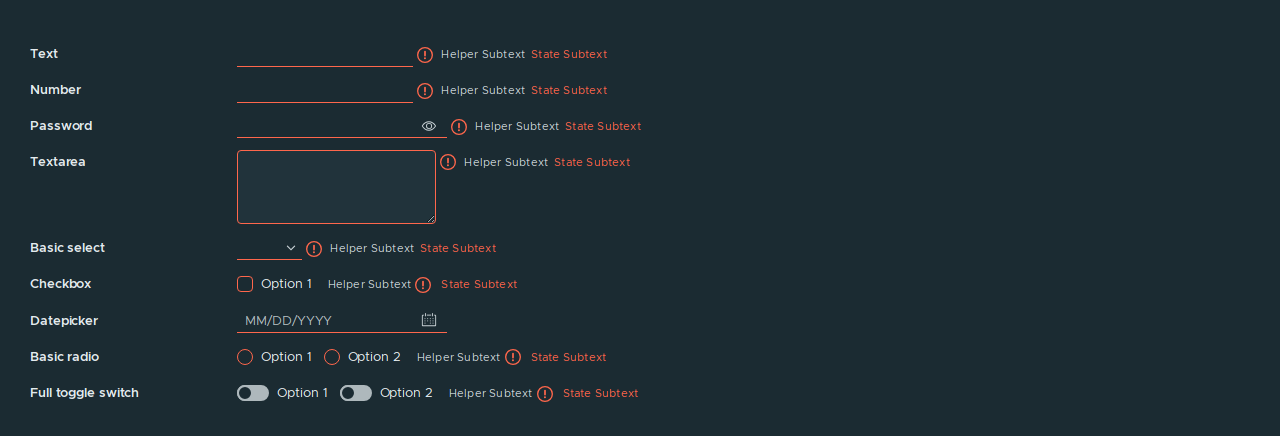 Text Helper Subtext State Subtext
Number Helper Subtext State Subtext
Password Helper Subtext State Subtext
Textarea Helper Subtext State Subtext
Basic select Helper Subtext State Subtext
Checkbox Option 1 Helper Subtext State Subtext
Datepicker MM/DD/YYYY
Basic radio Option 1 Option 2 Helper Subtext State Subtext
Full toggle switch Option 1 Option 2 Helper Subtext State Subtext